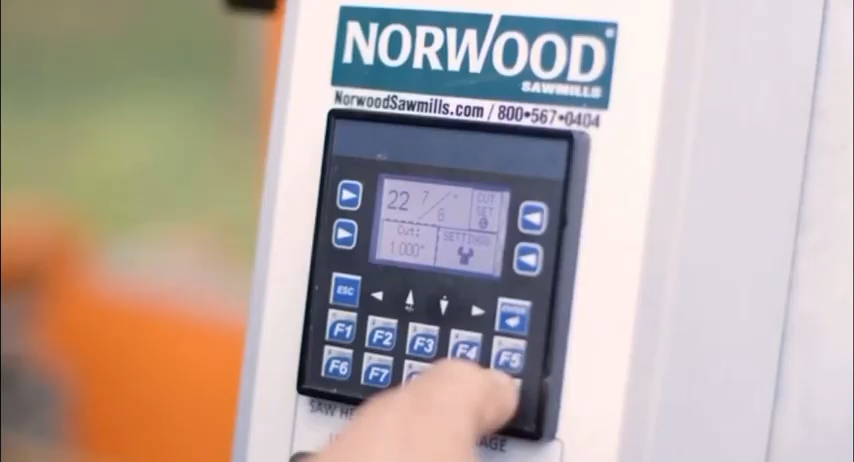 NORWOOD®
SAWMILLS
NorwoodSawmills.com / 800•567•0404
22 7/8" CUT SET
Cut: SETTINGS
1.000"
ESC
F1 F2 F3 F4 F5
F6 F7
SAW